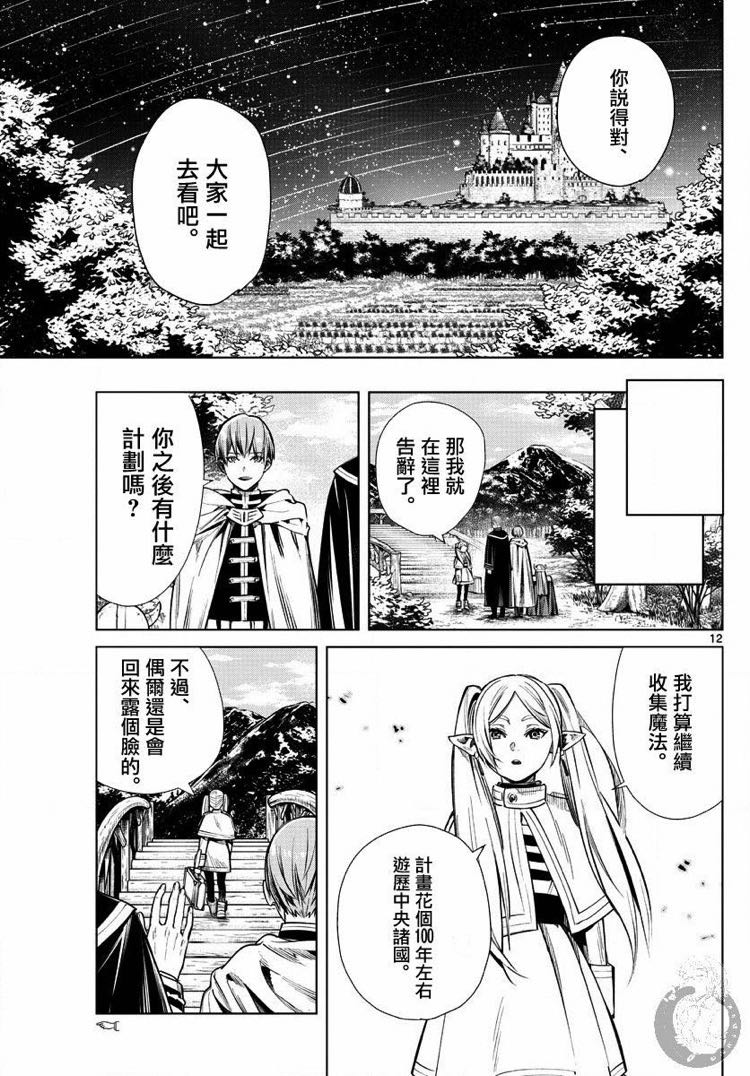 你說得對、
大家一起
去看吧。
那我就
在這裡
告辭了。
你之後有什麼
計劃嗎？
12
我打算繼續
收集魔法。
計畫花個100年左右
遊歷中央諸國。
不過、
偶爾還是會
回來露個臉的。